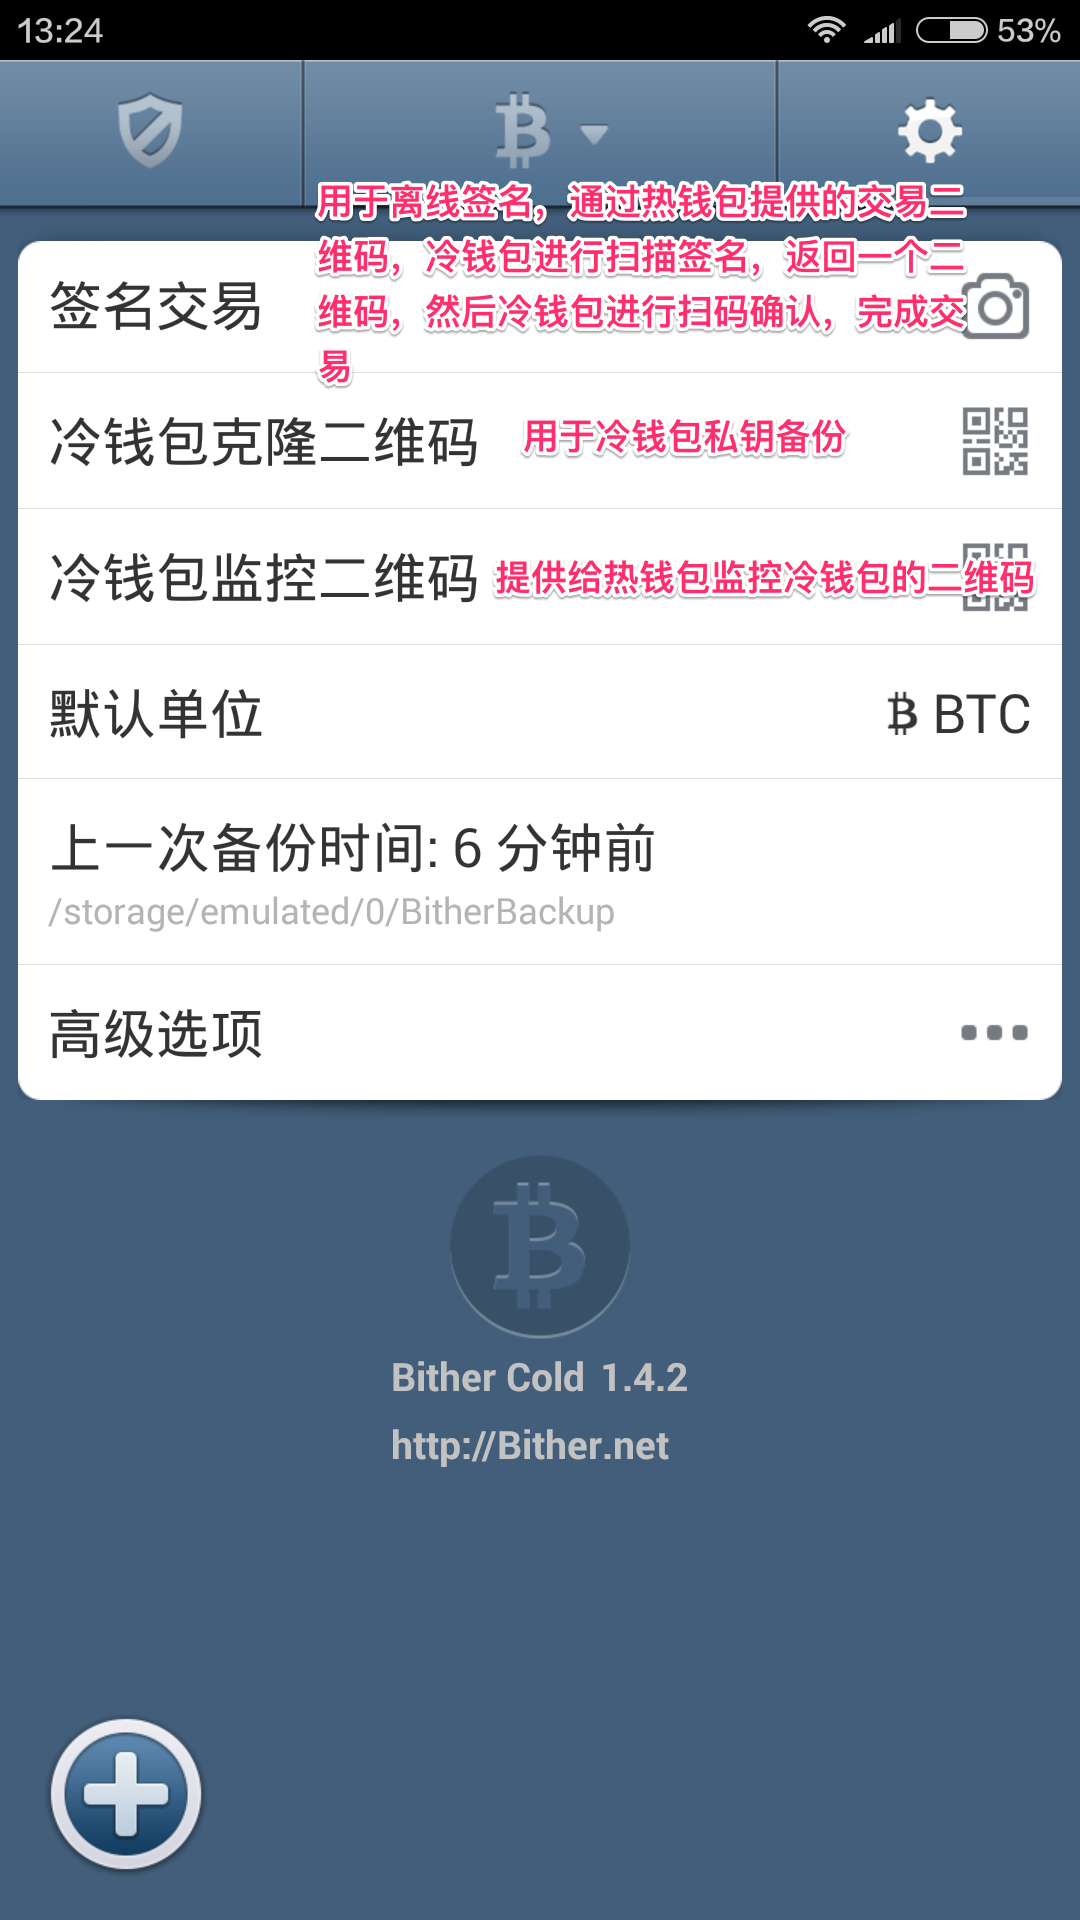 13:24
53%
用于离线签名，通过热钱包提供的交易二
维码，冷钱包进行扫描签名，返回一个二
维码，然后冷钱包进行扫码确认，完成交
易
签名交易
冷钱包克隆二维码
用于冷钱包私钥备份
冷钱包监控二维码
提供给热钱包监控冷钱包的二维码
默认单位
BTC
上一次备份时间: 6 分钟前
/storage/emulated/0/BitherBackup
高级选项
Bither Cold 1.4.2
http://Bither.net